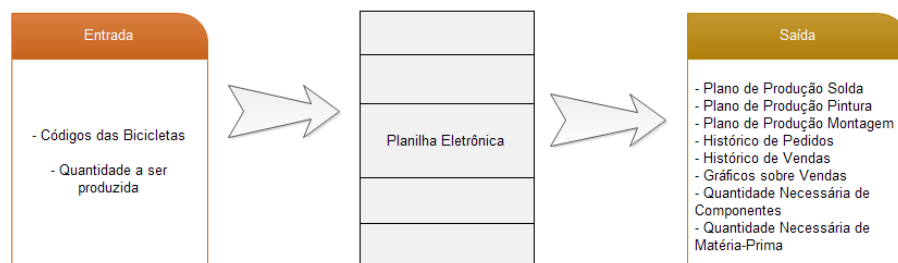 Entrada
- Códigos das Bicicletas
- Quantidade a ser
produzida
Planilha Eletrônica
Saída
- Plano de Produção Solda
- Plano de Produção Pintura
- Plano de Produção Montagem
- Histórico de Pedidos
- Histórico de Vendas
- Gráficos sobre Vendas
- Quantidade Necessária de
Componentes
- Quantidade Necessária de
Matéria-Prima